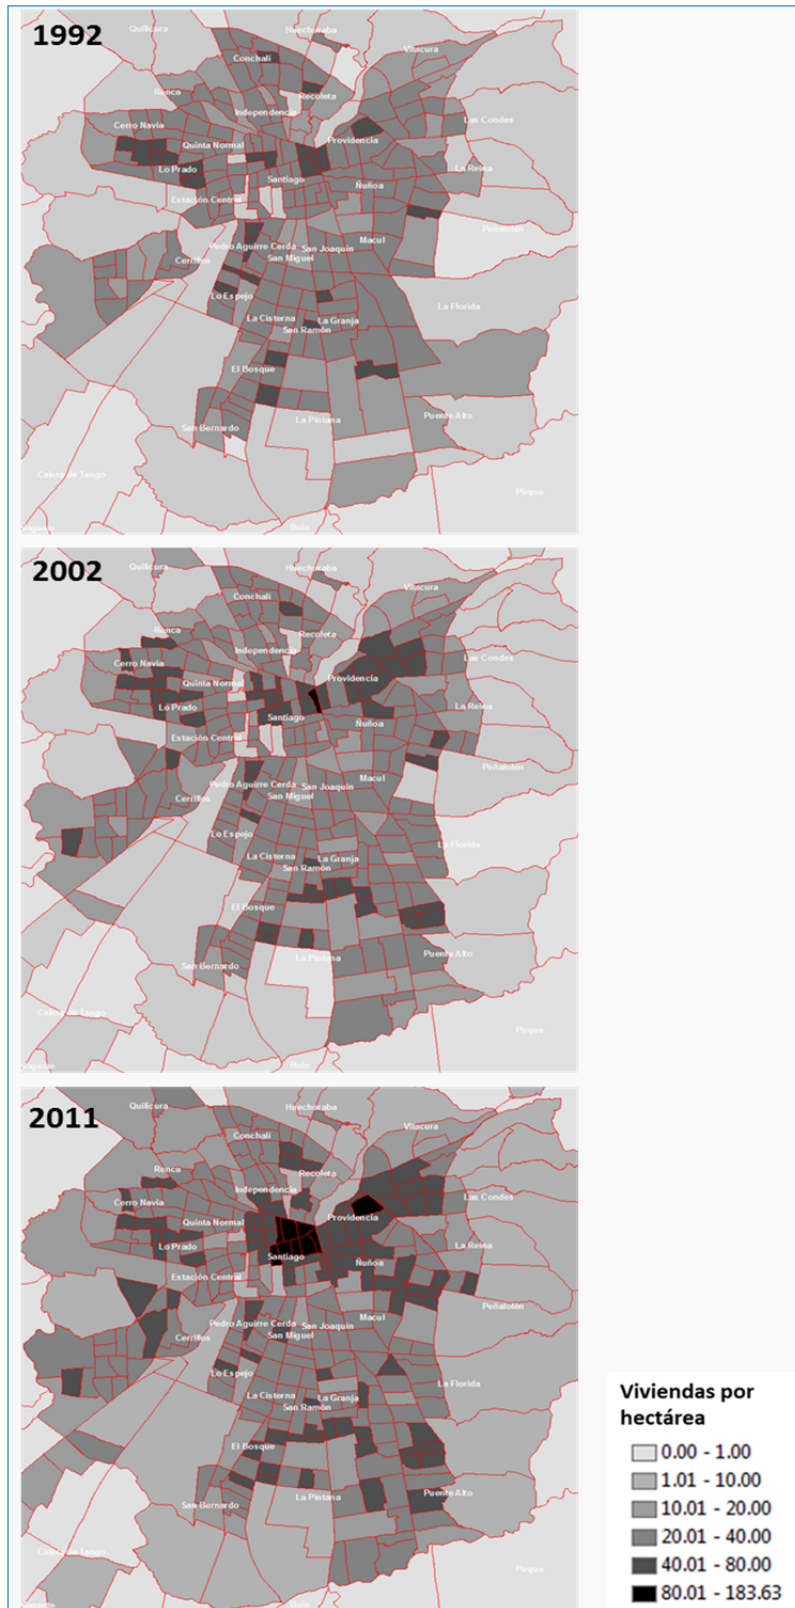 1992
Quilicura
Huechuraba
Vitacura
Conchalí
Renca
Recoleta
Independencia
Las Condes
Cerro Navia
Providencia
Quinta Normal
Lo Prado
La Reina
Santiago
Ñuñoa
Estación Central
Peñalolén
Macul
Pedro Aguirre Cerda
San Joaquín
San Miguel
Cerrillos
Lo Espejo
La Florida
La Cisterna
La Granja
San Ramón
El Bosque
Puente Alto
La Pintana
San Bernardo
Calera de Tango
Pirque
Buin
2002
Quilicura
Huechuraba
Vitacura
Conchalí
Renca
Recoleta
Independencia
Las Condes
Cerro Navia
Providencia
Quinta Normal
Lo Prado
La Reina
Santiago
Ñuñoa
Estación Central
Peñalolén
Macul
Pedro Aguirre Cerda
San Joaquín
San Miguel
Cerrillos
Lo Espejo
La Florida
La Cisterna
La Granja
San Ramón
El Bosque
Puente Alto
La Pintana
San Bernardo
Calera de Tango
Pirque
Buin
2011
Quilicura
Huechuraba
Vitacura
Conchalí
Renca
Recoleta
Independencia
Las Condes
Cerro Navia
Providencia
Quinta Normal
Lo Prado
La Reina
Santiago
Ñuñoa
Estación Central
Peñalolén
Macul
Pedro Aguirre Cerda
San Joaquín
San Miguel
Cerrillos
Lo Espejo
La Florida
La Cisterna
La Granja
San Ramón
El Bosque
Puente Alto
La Pintana
San Bernardo
Calera de Tango
Pirque
Viviendas por
hectárea
0.00 - 1.00
1.01 - 10.00
10.01 - 20.00
20.01 - 40.00
40.01 - 80.00
80.01 - 183.63